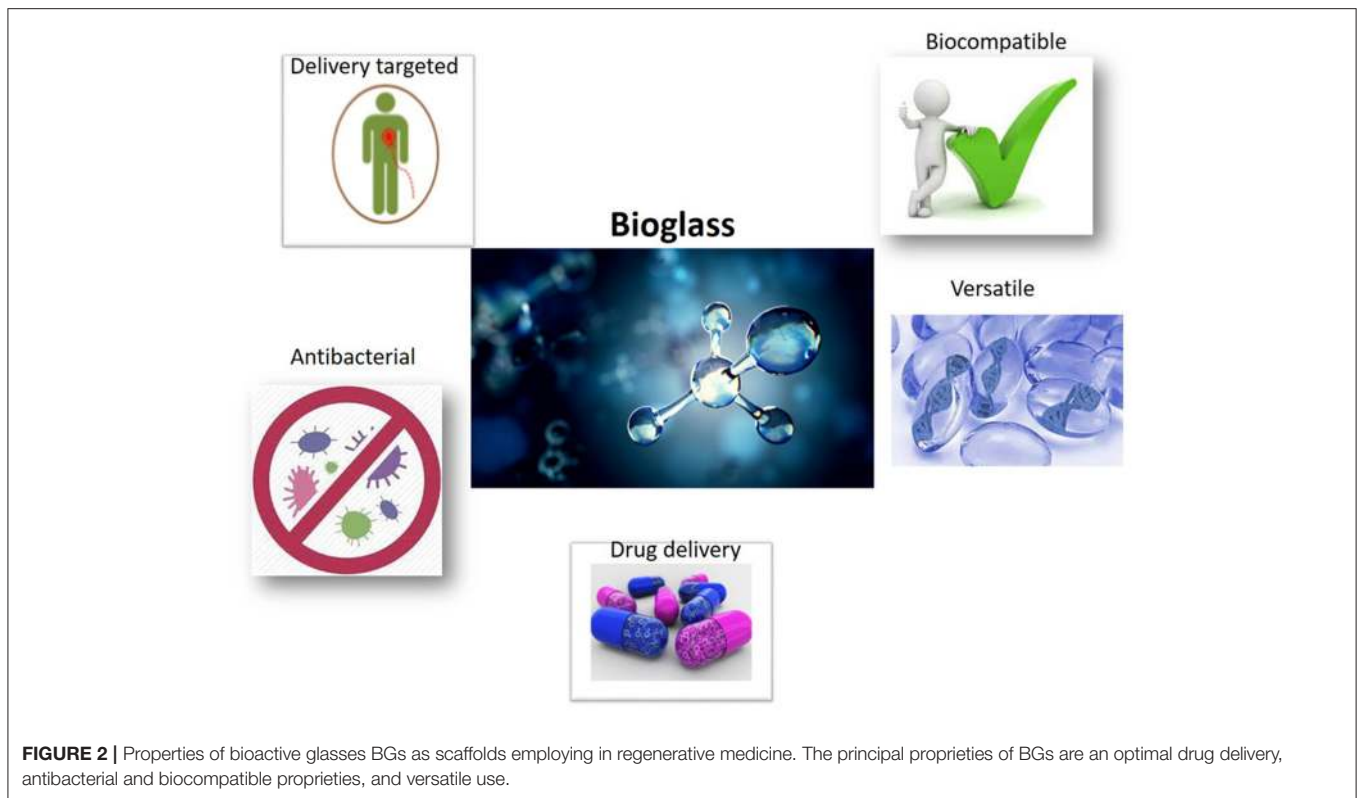 Delivery targeted
Biocompatible
Bioglass
Versatile
Antibacterial
Drug delivery
FIGURE 2 | Properties of bioactive glasses BGs as scaffolds employing in regenerative medicine. The principal proprieties of BGs are an optimal drug delivery,
antibacterial and biocompatible proprieties, and versatile use.